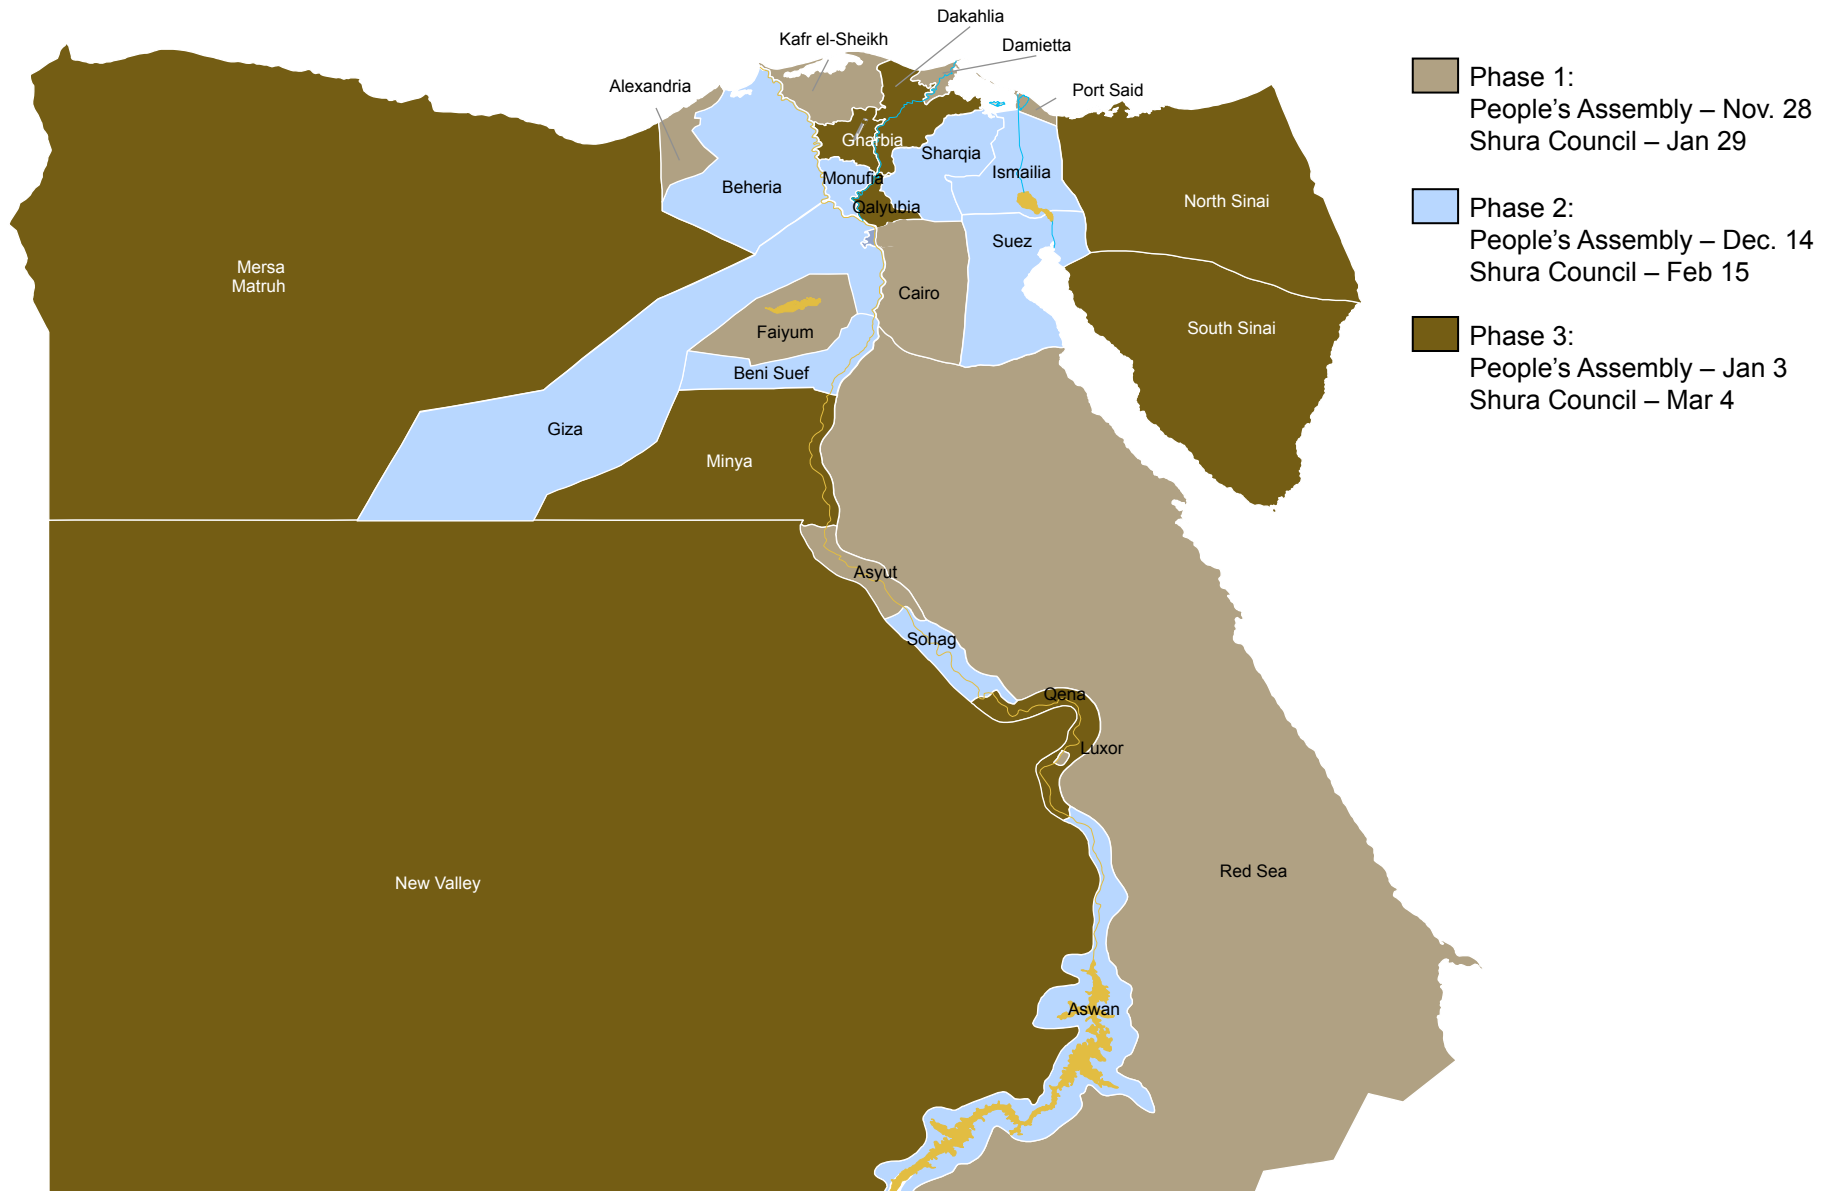 Dakahlia
Kafr el-Sheikh
Damietta
Alexandria
Port Said
Gharbia
Sharqia
Ismailia
Monufia
Beheria
Qalyubia
North Sinai
Suez
Mersa
Matruh
Cairo
Faiyum
South Sinai
Beni Suef
Giza
Minya
Asyut
Sohag
Qena
Luxor
Red Sea
New Valley
Aswan
Phase 1:
People’s Assembly – Nov. 28
Shura Council – Jan 29
Phase 2:
People’s Assembly – Dec. 14
Shura Council – Feb 15
Phase 3:
People’s Assembly – Jan 3
Shura Council – Mar 4